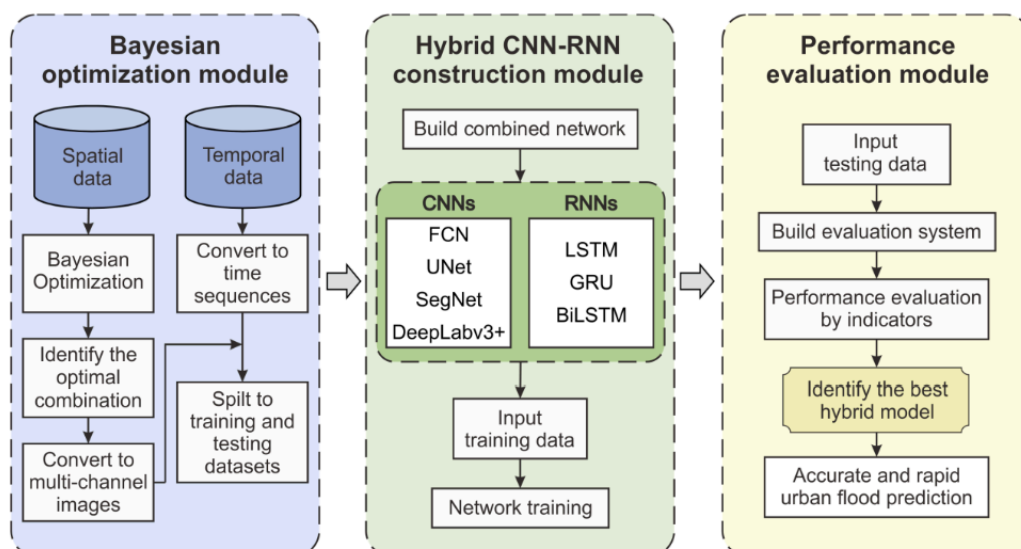 Bayesian
optimization module
Spatial
data
Temporal
data
Bayesian
Optimization
Convert to
time
sequences
Identify the
optimal
combination
Spilt to
training and
testing
datasets
Convert to
multi-channel
images
Hybrid CNN-RNN
construction module
Build combined network
CNNs
FCN
UNet
SegNet
DeepLabv3+
RNNs
LSTM
GRU
BiLSTM
Input
training data
Network training
Performance
evaluation module
Input
testing data
Build evaluation system
Performance evaluation
by indicators
Identify the best
hybrid model
Accurate and rapid
urban flood prediction